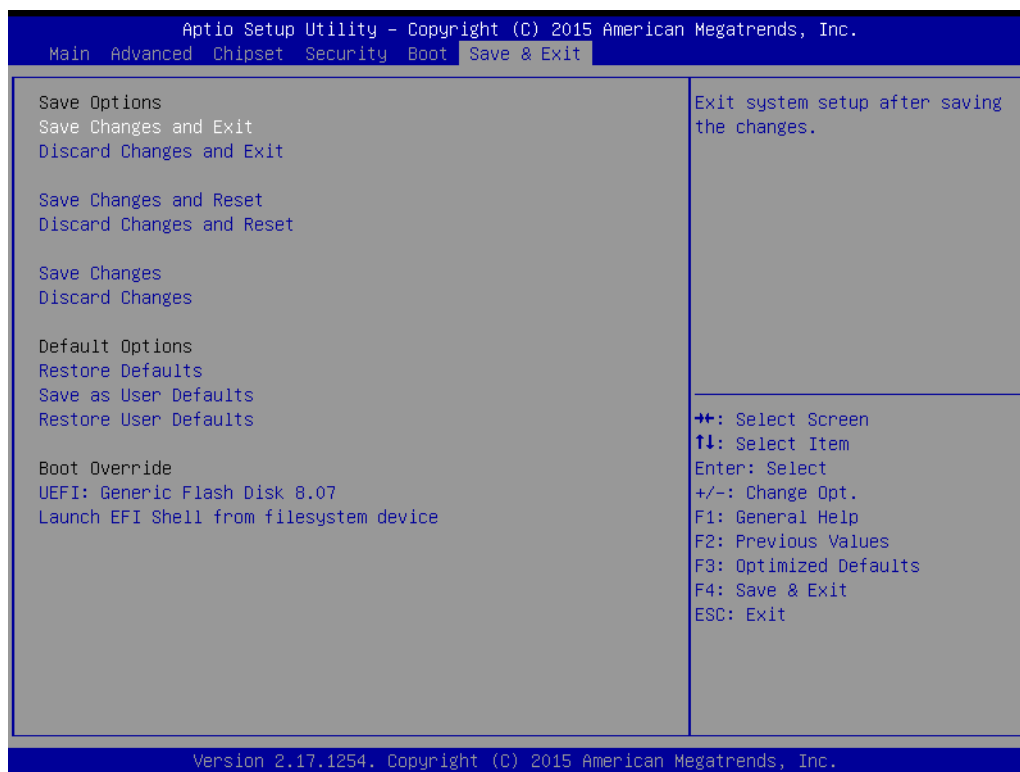 Aptio Setup Utility – Copyright (C) 2015 American Megatrends, Inc.
Main Advanced Chipset Security Boot Save & Exit
Save Options
Save Changes and Exit
Discard Changes and Exit
Save Changes and Reset
Discard Changes and Reset
Save Changes
Discard Changes
Default Options
Restore Defaults
Save as User Defaults
Restore User Defaults
Boot Override
UEFI: Generic Flash Disk 8.07
Launch EFI Shell from filesystem device
Exit system setup after saving
the changes.
→←: Select Screen
↑↓: Select Item
Enter: Select
+/-: Change Opt.
F1: General Help
F2: Previous Values
F3: Optimized Defaults
F4: Save & Exit
ESC: Exit
Version 2.17.1254. Copyright (C) 2015 American Megatrends, Inc.